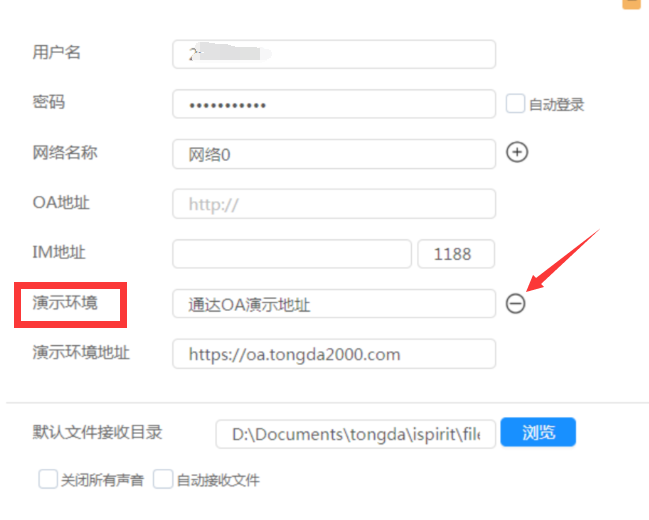 用户名
密码 ••••••••••• 自动登录
网络名称 网络0
OA地址 http://
IM地址 1188
演示环境 通达OA演示地址
演示环境地址 https://oa.tongda2000.com
默认文件接收目录 D:\Documents\tongda\ispirit\file 浏览
关闭所有声音 自动接收文件